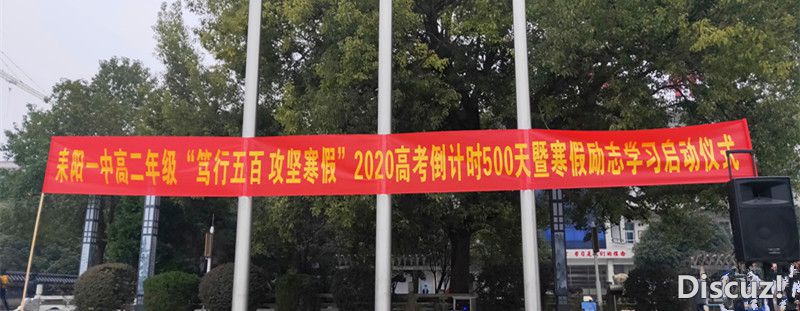 耒阳一中高二年级“笃行五百 攻坚寒假”2020高考倒计时500天暨寒假励志学习启动仪式
Discuz!